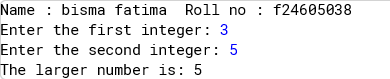 Name : bisma fatima  Roll no : f24605038
Enter the first integer: 3
Enter the second integer: 5
The larger number is: 5